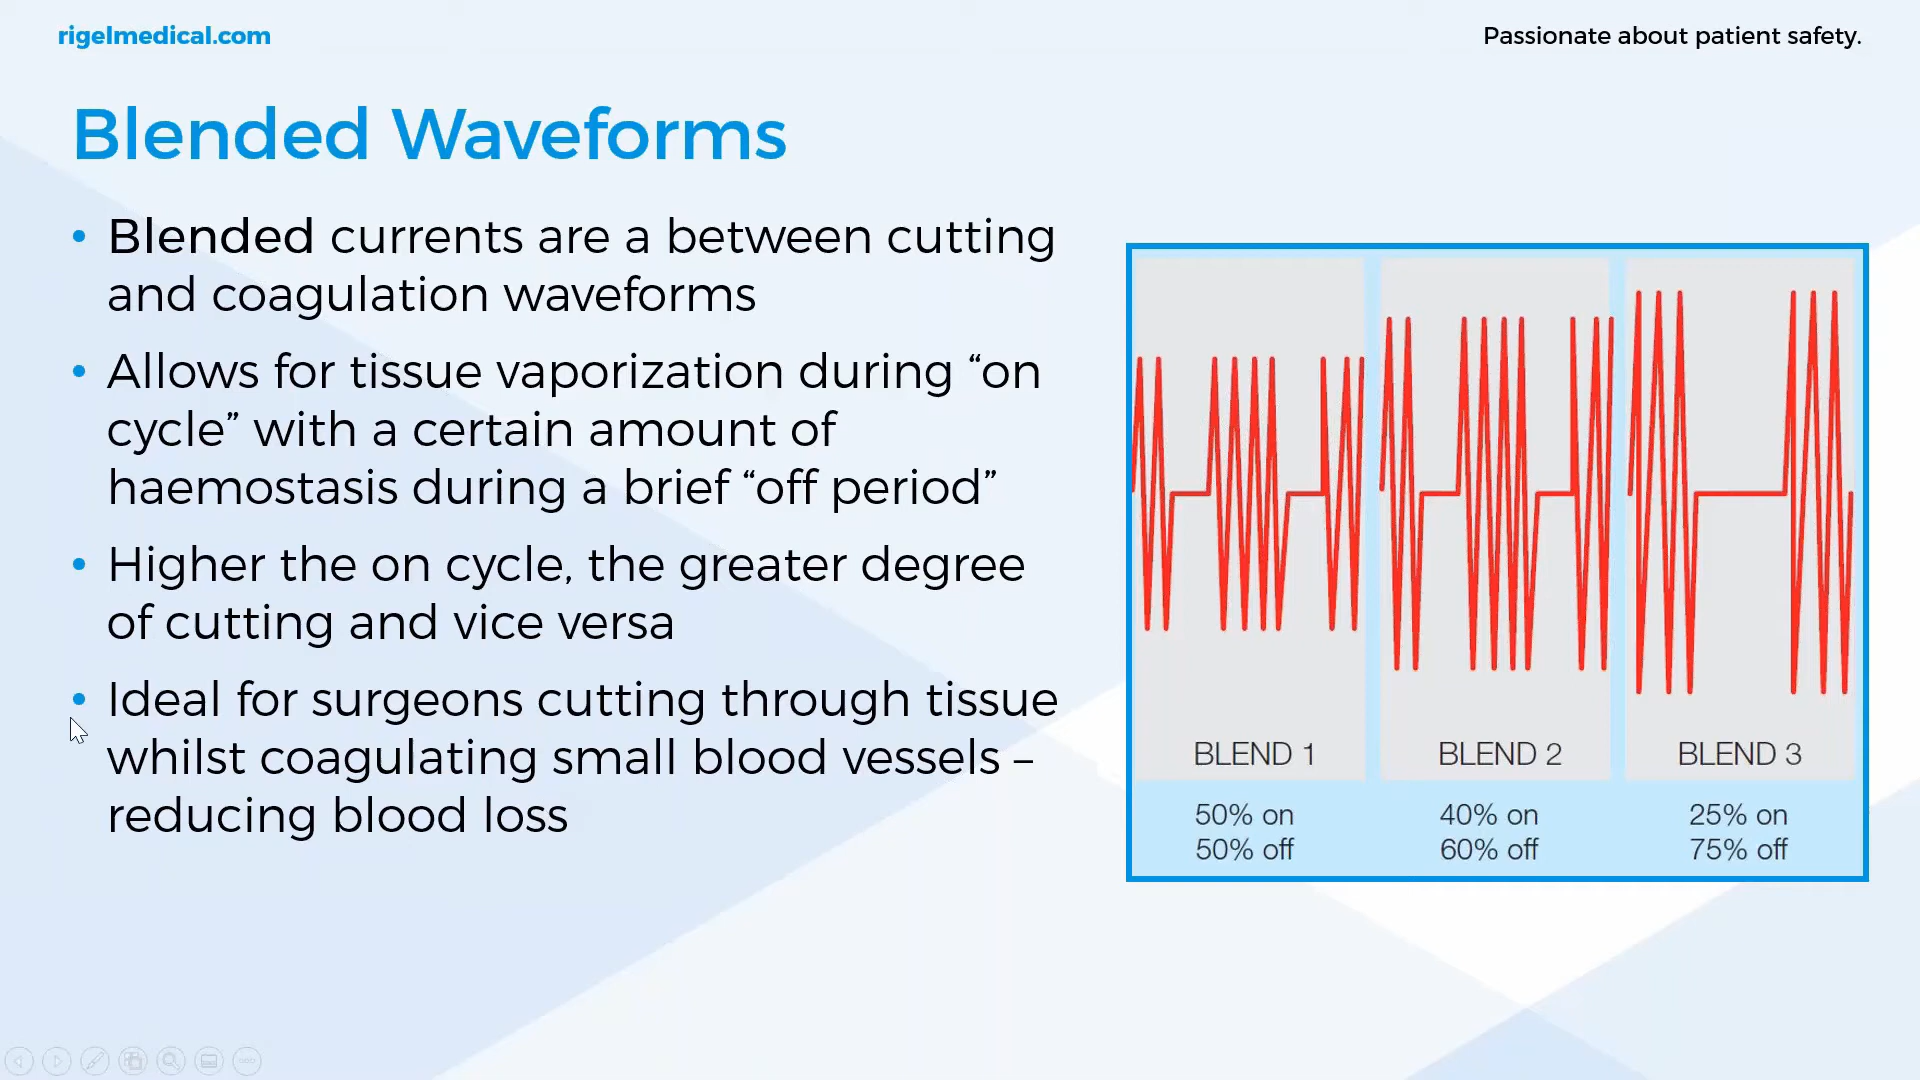 rigelmedical.com
Passionate about patient safety.
Blended Waveforms
• Blended currents are a between cutting
and coagulation waveforms
• Allows for tissue vaporization during “on
cycle” with a certain amount of
haemostasis during a brief “off period”
• Higher the on cycle, the greater degree
of cutting and vice versa
• Ideal for surgeons cutting through tissue
whilst coagulating small blood vessels –
reducing blood loss
BLEND 1
BLEND 2
BLEND 3
50% on
50% off
40% on
60% off
25% on
75% off